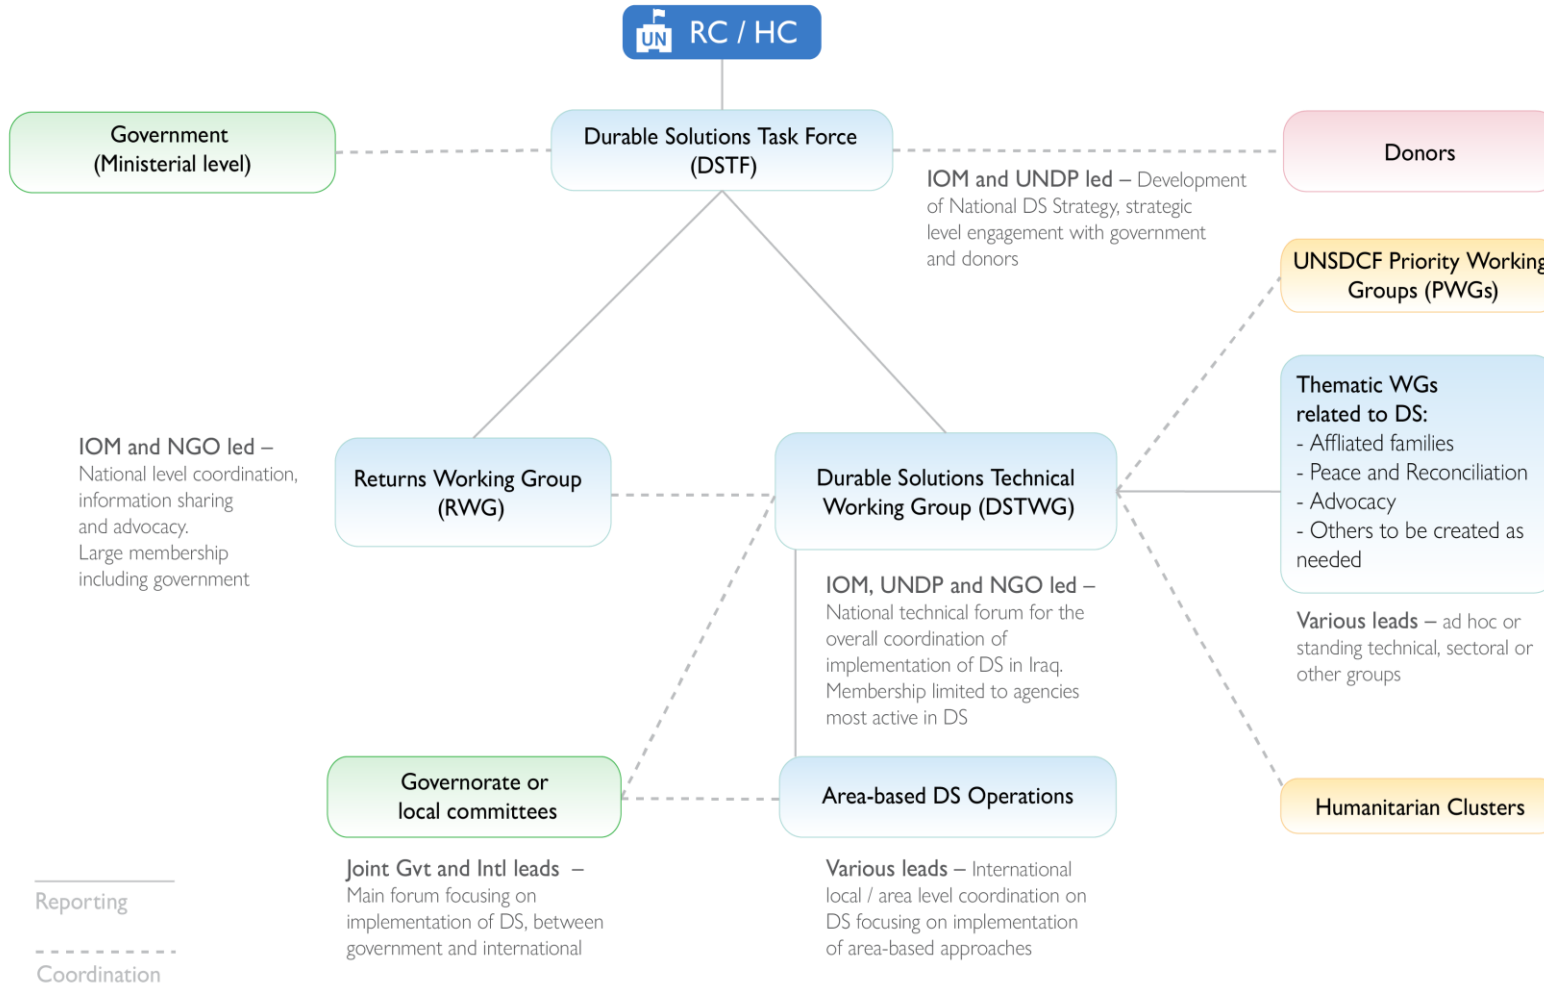 UN RC / HC
Government
(Ministerial level)
Durable Solutions Task Force
(DSTF)
Donors
IOM and UNDP led – Development
of National DS Strategy, strategic
level engagement with government
and donors
UNSDCF Priority Working
Groups (PWGs)
Thematic WGs
related to DS:
- Affliated families
- Peace and Reconciliation
- Advocacy
- Others to be created as
needed
Various leads – ad hoc or
standing technical, sectoral or
other groups
IOM and NGO led –
National level coordination,
information sharing
and advocacy.
Large membership
including government
Returns Working Group
(RWG)
Durable Solutions Technical
Working Group (DSTWG)
IOM, UNDP and NGO led –
National technical forum for the
overall coordination of
implementation of DS in Iraq.
Membership limited to agencies
most active in DS
Governorate or
local committees
Area-based DS Operations
Humanitarian Clusters
Joint Gvt and Intl leads –
Main forum focusing on
implementation of DS, between
government and international
Various leads – International
local / area level coordination on
DS focusing on implementation
of area-based approaches
Reporting
Coordination